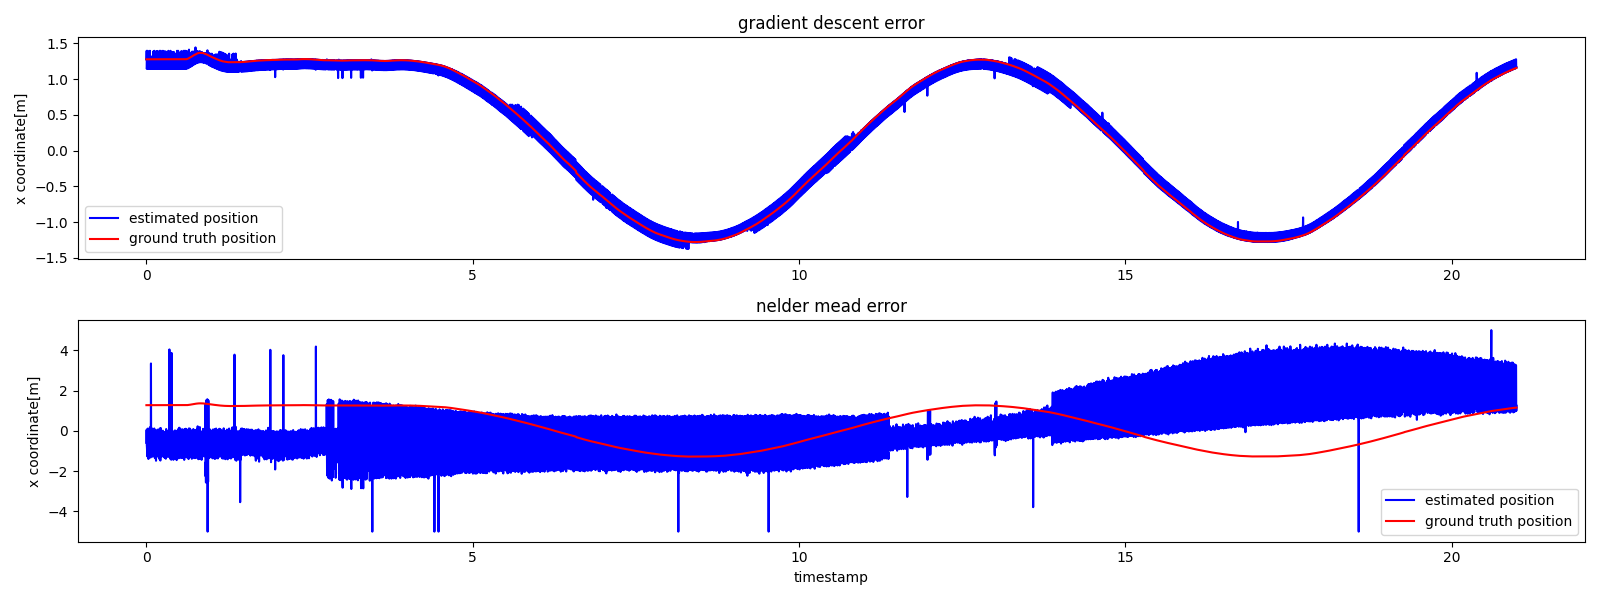 gradient descent error
x coordinate[m]
1.5
1.0
0.5
0.0
−0.5
−1.0
−1.5
estimated position
ground truth position
0
5
10
15
20
nelder mead error
x coordinate[m]
4
2
0
−2
−4
estimated position
ground truth position
0
5
10
15
20
timestamp